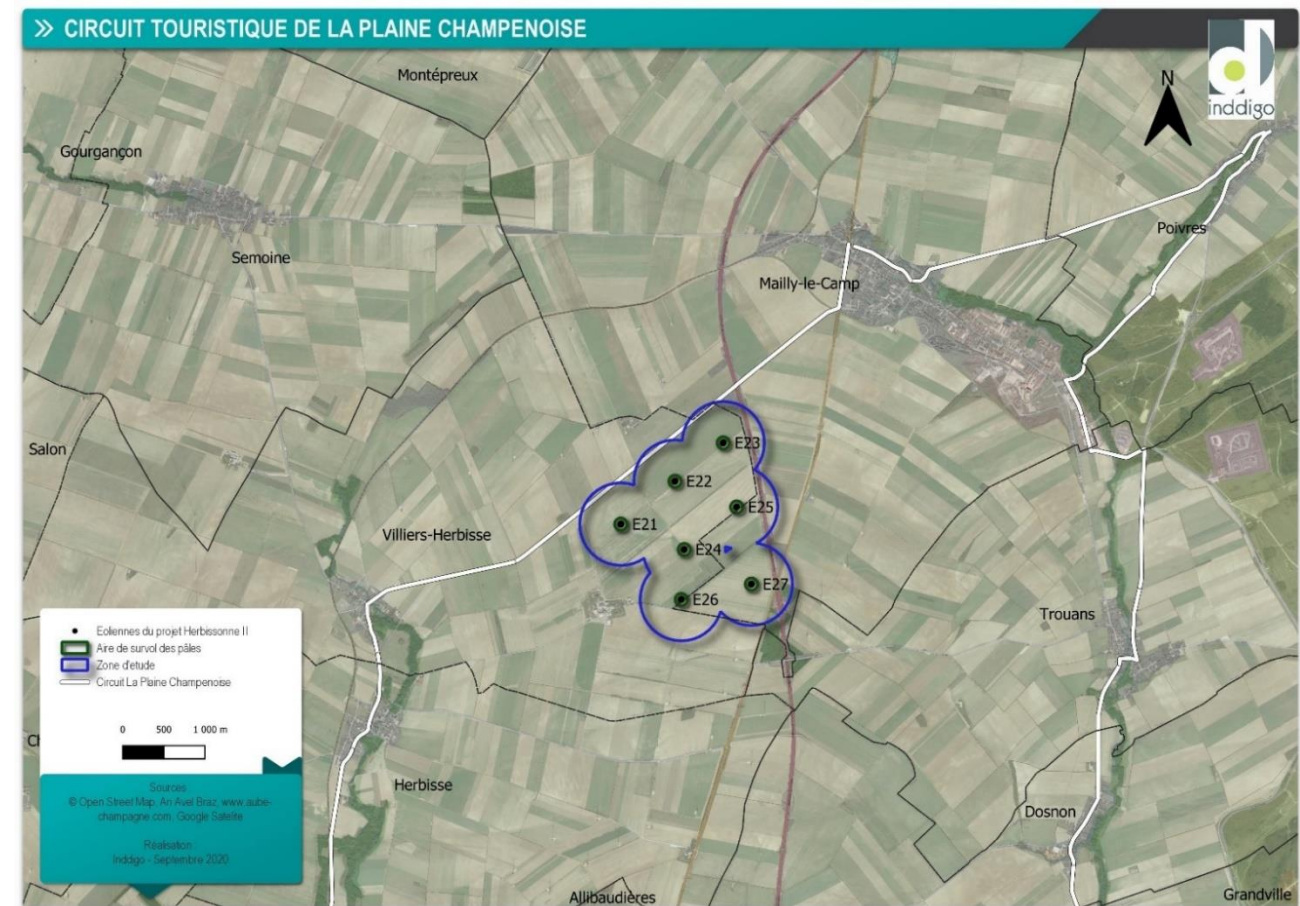 >> CIRCUIT TOURISTIQUE DE LA PLAINE CHAMPENOISE
inddigo
N
Montépreux
Gourgançon
Semoine
Poivres
Mailly-le-Camp
Salon
Villiers-Herbisse
E23
E22
E25
E21
E24
E27
E26
Trouans
Eoliennes du projet Herbissonne II
Aire de survol des pâles
Zone d'etude
Circuit La Plaine Champenoise
0 500 1 000 m
Herbisse
Dosnon
Allibaudières
Grandville
Sources
© Open Street Map, An Avel Braz, www.aube-
champagne.com, Google Satelite
Réalisation
Inddigo - Septembre 2020